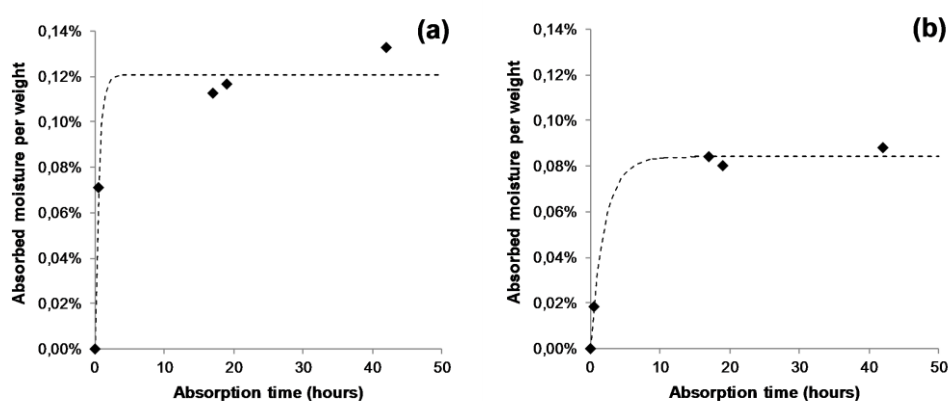 (a)
Absorbed moisture per weight
0,14%
0,12%
0,10%
0,08%
0,06%
0,04%
0,02%
0,00%
0 10 20 30 40 50
Absorption time (hours)
(b)
Absorbed moisture per weight
0,14%
0,12%
0,10%
0,08%
0,06%
0,04%
0,02%
0,00%
0 10 20 30 40 50
Absorption time (hours)